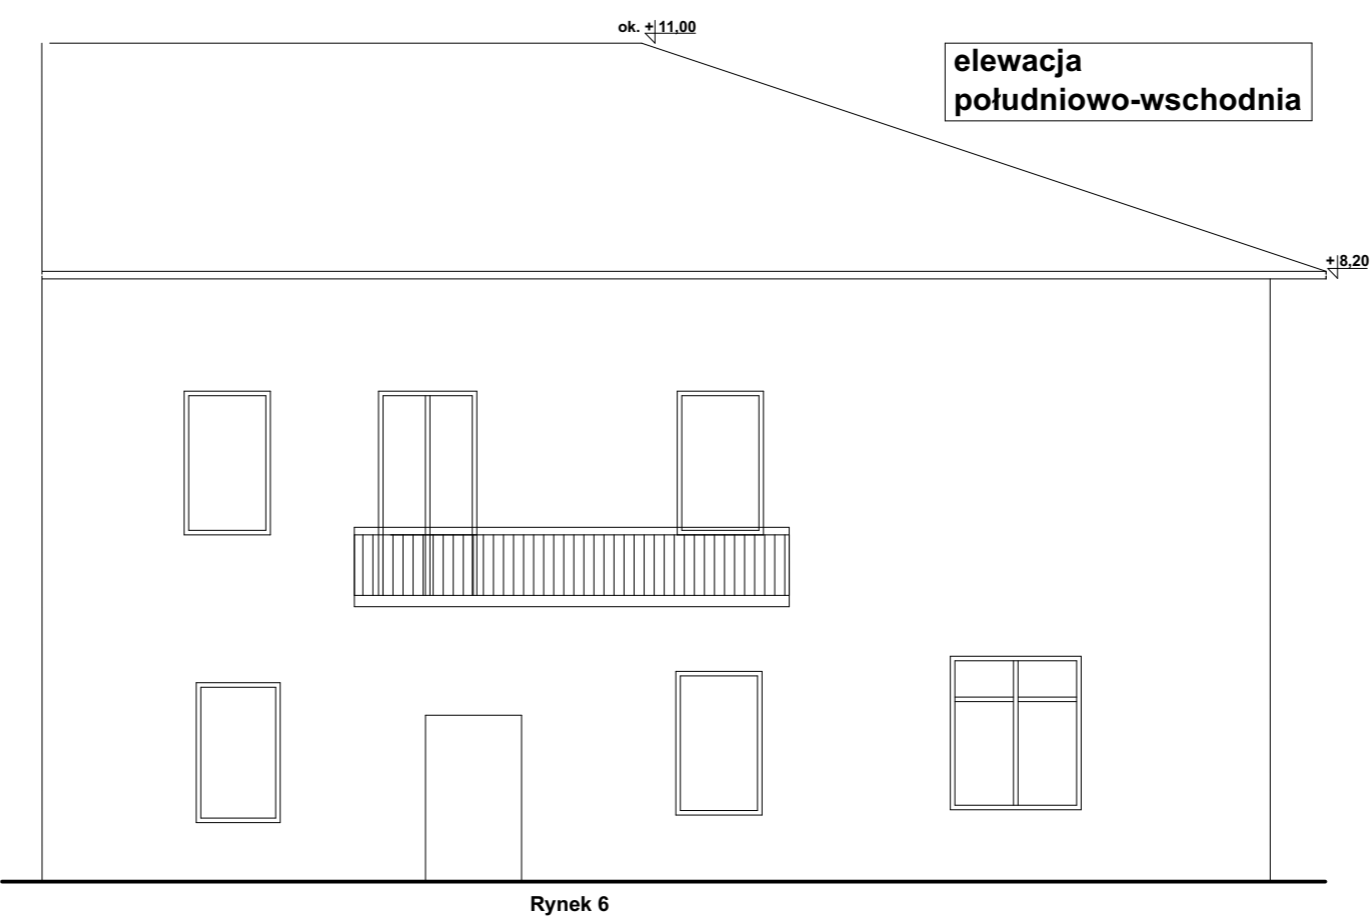 ok. +11,00
elewacja
południowo-wschodnia
+8,20
Rynek 6